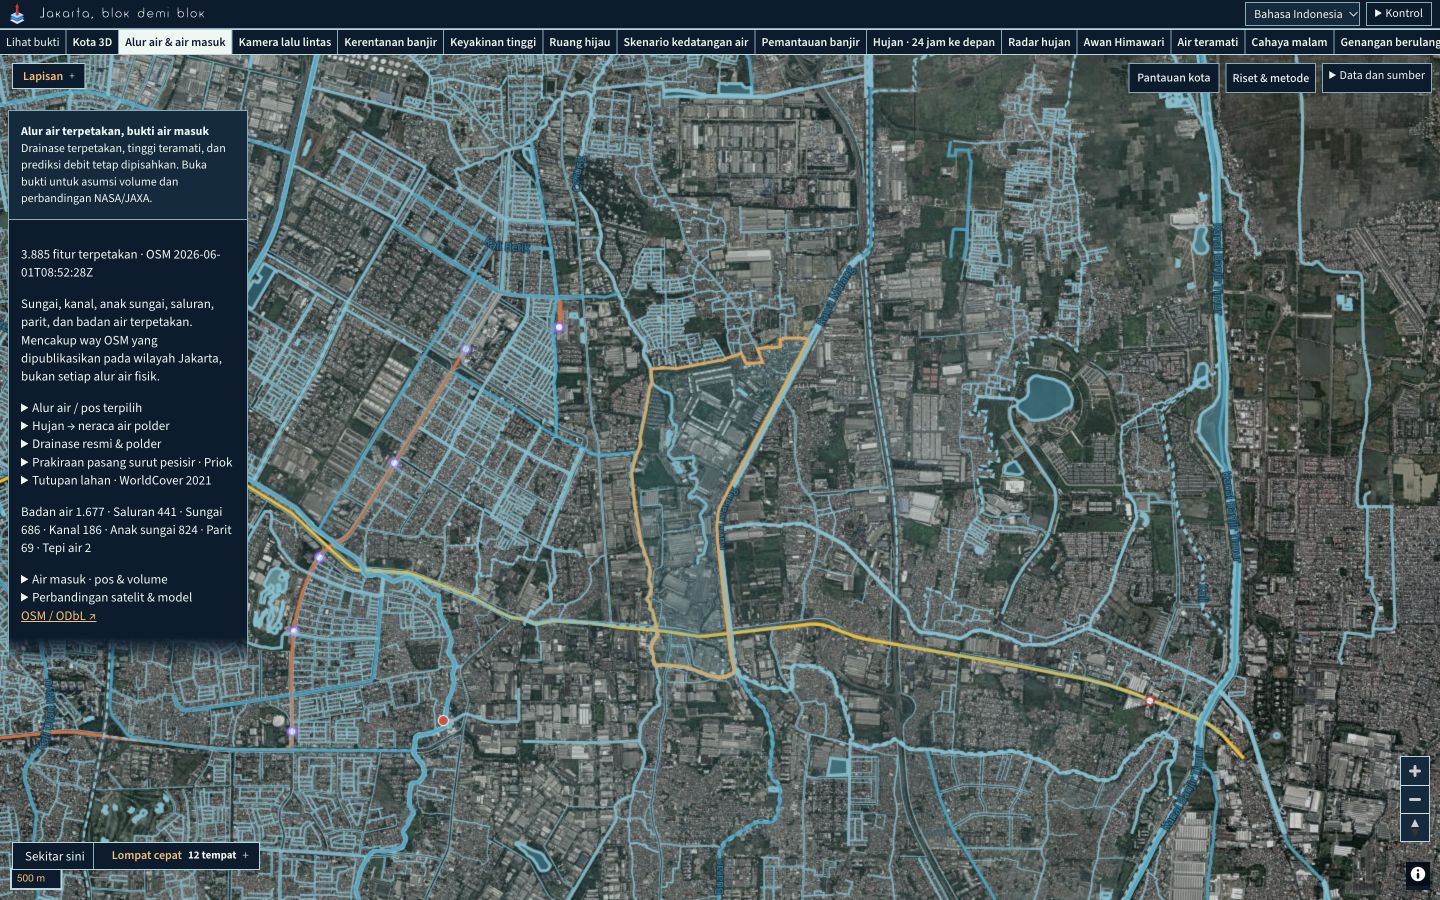 Jakarta, blok demi blok
Bahasa Indonesia
Kontrol
Lihat bukti
Kota 3D
Alur air & air masuk
Kamera lalu lintas
Kerentanan banjir
Keyakinan tinggi
Ruang hijau
Skenario kedatangan air
Pemantauan banjir
Hujan · 24 jam ke depan
Radar hujan
Awan Himawari
Air teramati
Cahaya malam
Genangan berulang
Lapisan +
Pantauan kota
Riset & metode
Data dan sumber
Alur air terpetakan, bukti air masuk
Drainase terpetakan, tinggi teramati, dan
prediksi debit tetap dipisahkan. Buka
bukti untuk asumsi volume dan
perbandingan NASA/JAXA.
3.885 fitur terpetakan · OSM 2026-06-
01T08:52:28Z
Sungai, kanal, anak sungai, saluran,
parit, dan badan air terpetakan.
Mencakup way OSM yang
dipublikasikan pada wilayah Jakarta,
bukan setiap alur air fisik.
Alur air / pos terpilih
Hujan → neraca air polder
Drainase resmi & polder
Prakiraan pasang surut pesisir · Priok
Tutupan lahan · WorldCover 2021
Badan air 1.677 · Saluran 441 · Sungai
686 · Kanal 186 · Anak sungai 824 · Parit
69 · Tepi air 2
Air masuk · pos & volume
Perbandingan satelit & model
OSM / ODbL ↗
Sekitar sini
Lompat cepat 12 tempat +
500 m